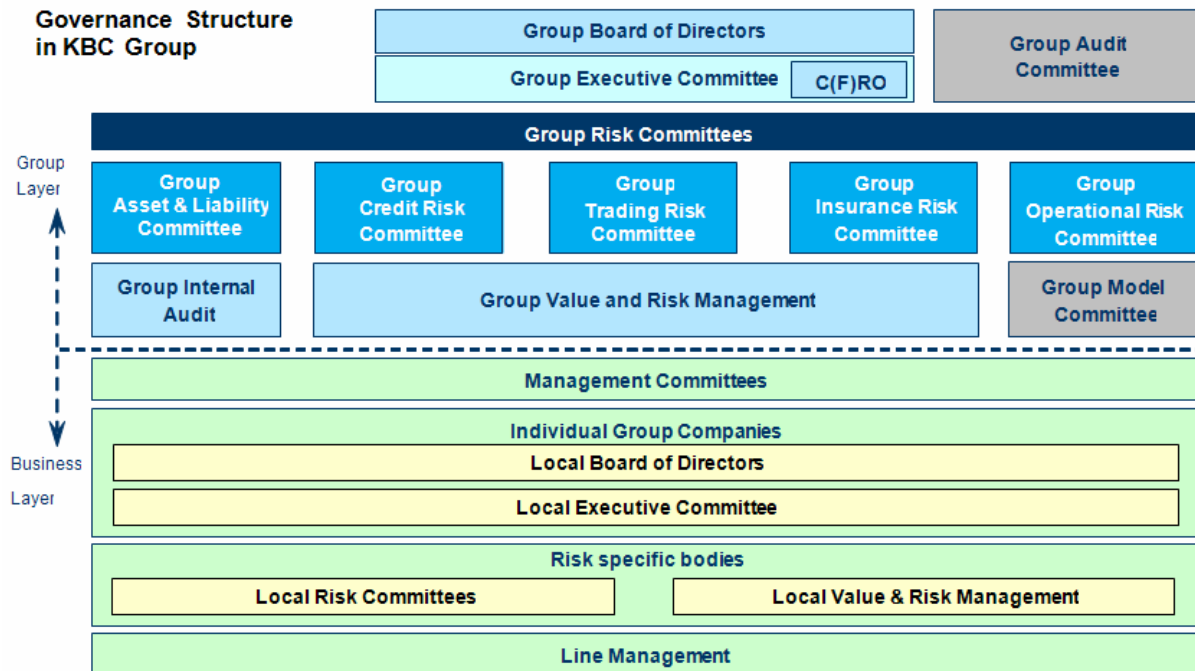 Governance Structure
in KBC Group
Group Board of Directors
Group Executive Committee
C(F)RO
Group Audit
Committee
Group Risk Committees
Group
Layer
Group
Asset & Liability
Committee
Group
Credit Risk
Committee
Group
Trading Risk
Committee
Group
Insurance Risk
Committee
Group
Operational Risk
Committee
Group Internal
Audit
Group Value and Risk Management
Group Model
Committee
Management Committees
Individual Group Companies
Business
Layer
Local Board of Directors
Local Executive Committee
Risk specific bodies
Local Risk Committees
Local Value & Risk Management
Line Management